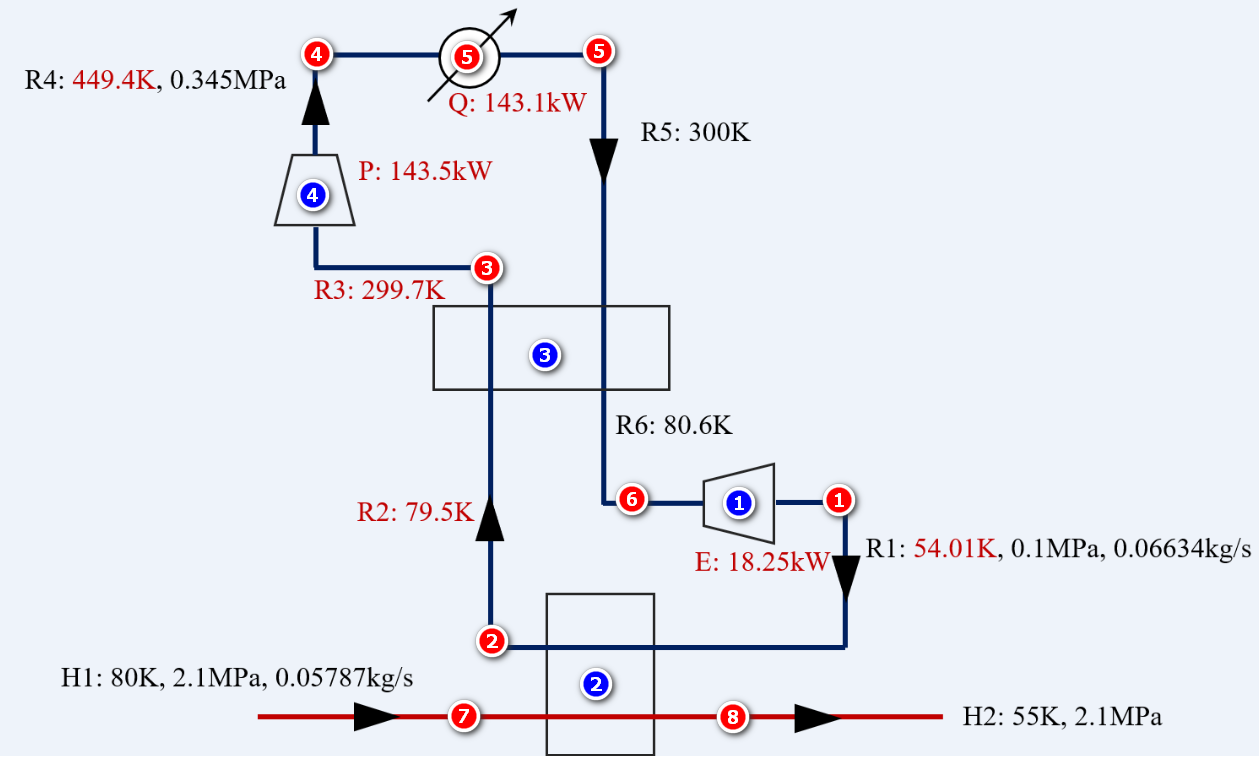 4
5
5
R4: 449.4K, 0.345MPa
Q: 143.1kW
R5: 300K
P: 143.5kW
4
3
R3: 299.7K
3
R6: 80.6K
6
1
1
R2: 79.5K
R1: 54.01K, 0.1MPa, 0.06634kg/s
E: 18.25kW
2
H1: 80K, 2.1MPa, 0.05787kg/s
2
7
8
H2: 55K, 2.1MPa